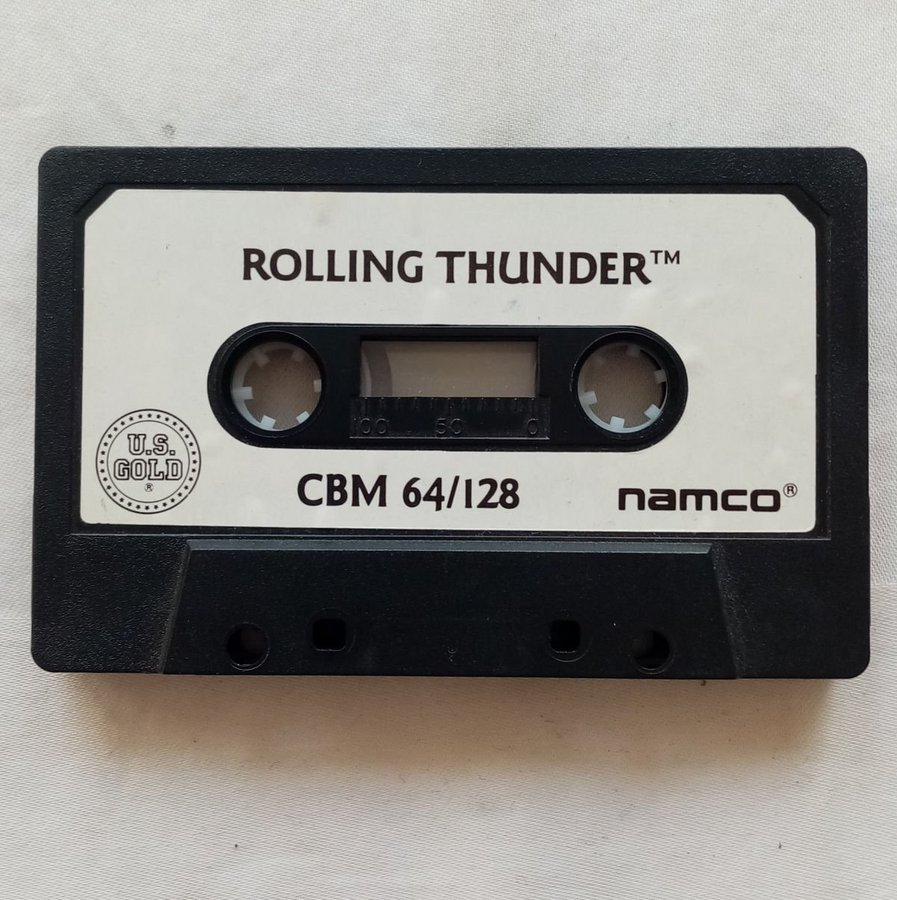 ROLLING THUNDER™
100 50 0
U.S.
GOLD
®
CBM 64/128
namco®